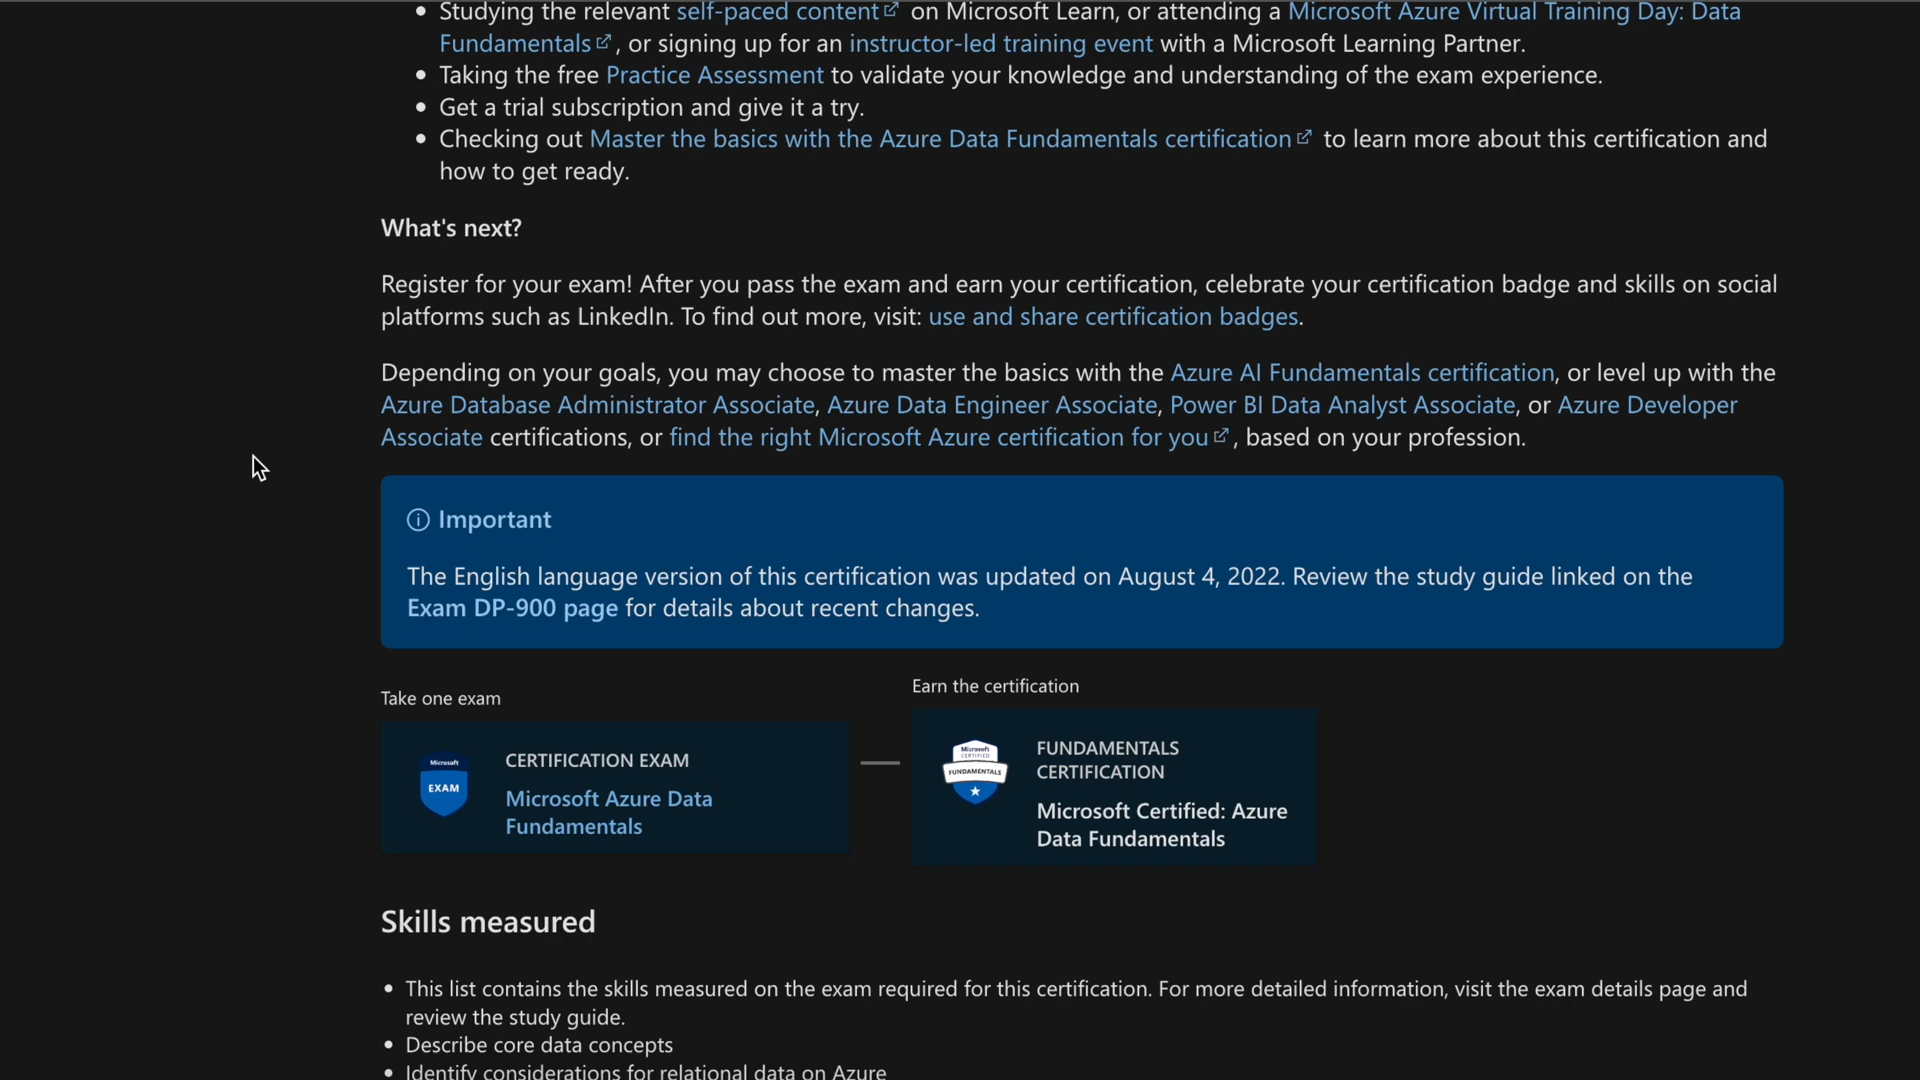 • Studying the relevant self-paced content on Microsoft Learn, or attending a Microsoft Azure Virtual Training Day: Data
Fundamentals, or signing up for an instructor-led training event with a Microsoft Learning Partner.
• Taking the free Practice Assessment to validate your knowledge and understanding of the exam experience.
• Get a trial subscription and give it a try.
• Checking out Master the basics with the Azure Data Fundamentals certification to learn more about this certification and
how to get ready.
What's next?
Register for your exam! After you pass the exam and earn your certification, celebrate your certification badge and skills on social
platforms such as LinkedIn. To find out more, visit: use and share certification badges.
Depending on your goals, you may choose to master the basics with the Azure AI Fundamentals certification, or level up with the
Azure Database Administrator Associate, Azure Data Engineer Associate, Power BI Data Analyst Associate, or Azure Developer
Associate certifications, or find the right Microsoft Azure certification for you, based on your profession.
Important
The English language version of this certification was updated on August 4, 2022. Review the study guide linked on the
Exam DP-900 page for details about recent changes.
Take one exam
Microsoft
EXAM
CERTIFICATION EXAM
Microsoft Azure Data
Fundamentals
Earn the certification
Microsoft
CERTIFIED
FUNDAMENTALS
FUNDAMENTALS
CERTIFICATION
Microsoft Certified: Azure
Data Fundamentals
Skills measured
• This list contains the skills measured on the exam required for this certification. For more detailed information, visit the exam details page and
review the study guide.
• Describe core data concepts
• Identify considerations for relational data on Azure